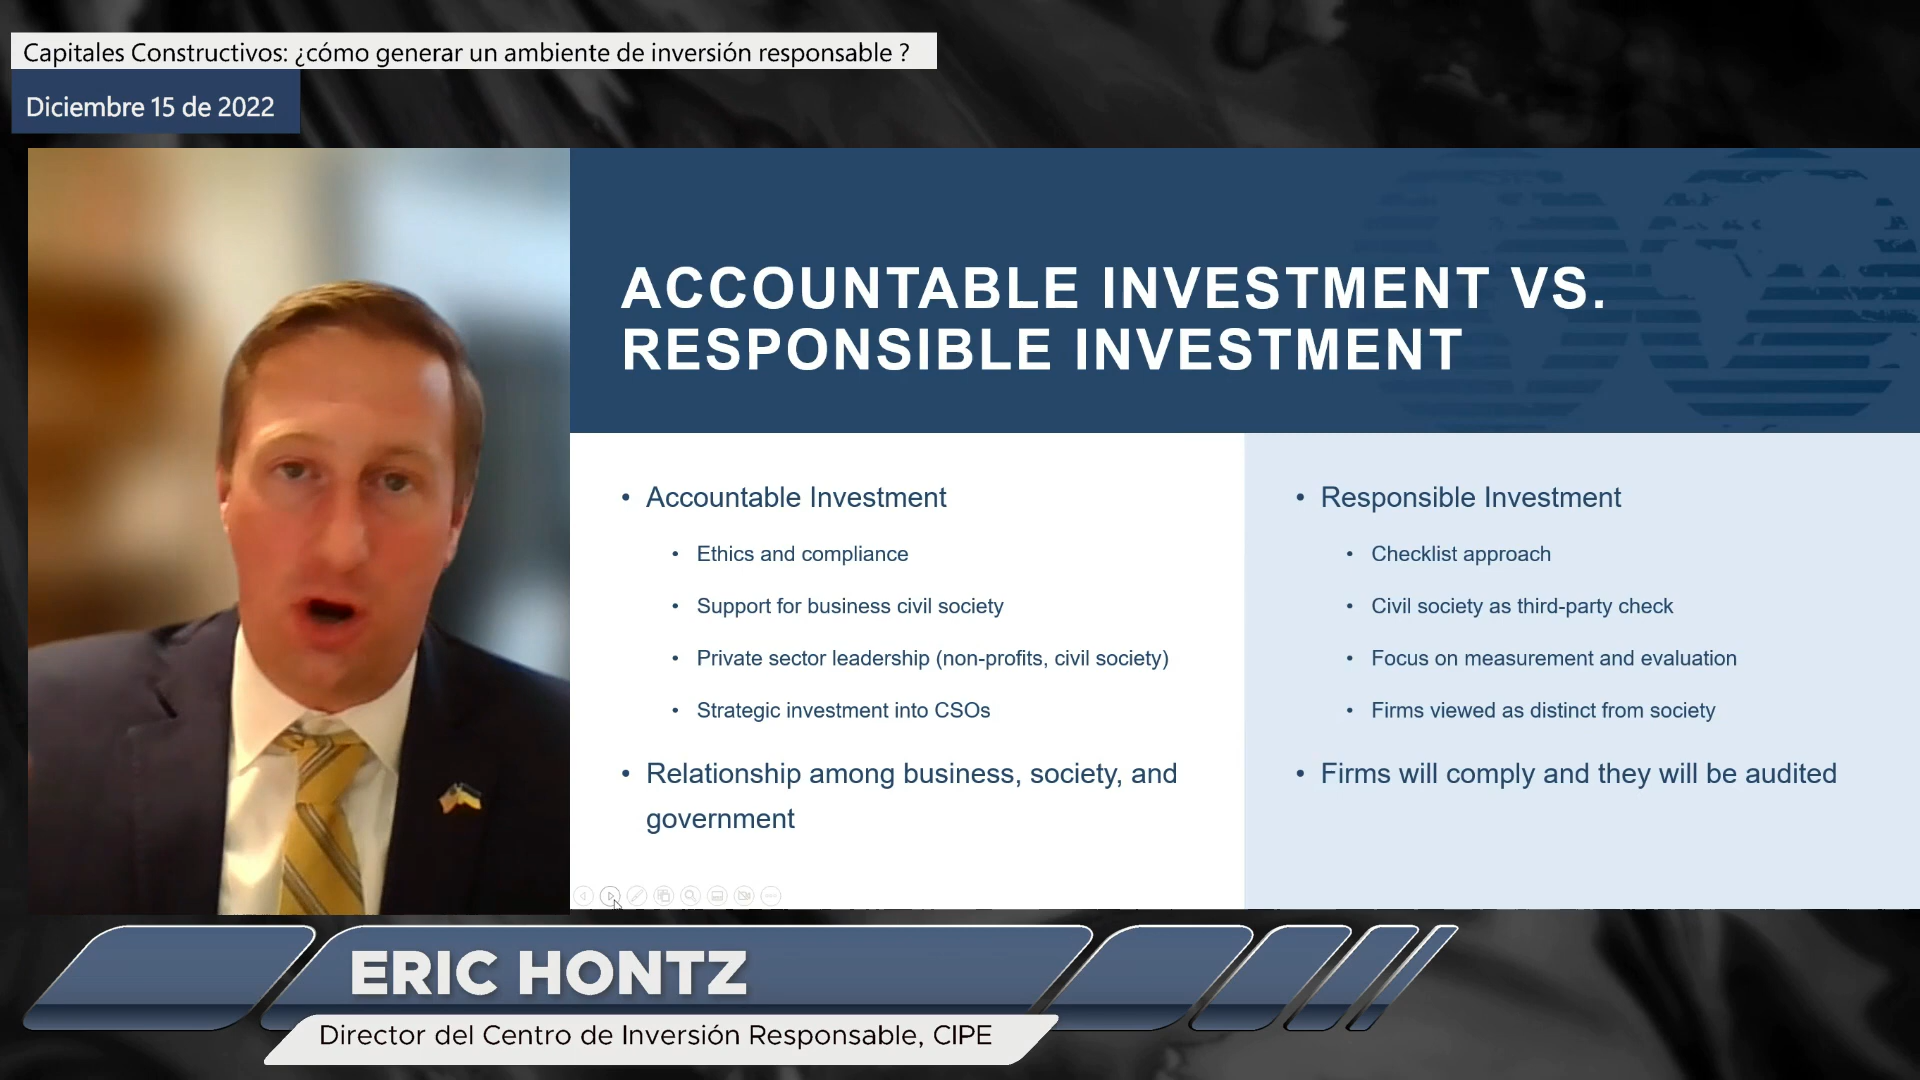 Capitales Constructivos: ¿cómo generar un ambiente de inversión responsable ?
Diciembre 15 de 2022
ACCOUNTABLE INVESTMENT VS.
RESPONSIBLE INVESTMENT
• Accountable Investment
• Ethics and compliance
• Support for business civil society
• Private sector leadership (non-profits, civil society)
• Strategic investment into CSOs
• Relationship among business, society, and
government
• Responsible Investment
• Checklist approach
• Civil society as third-party check
• Focus on measurement and evaluation
• Firms viewed as distinct from society
• Firms will comply and they will be audited
ERIC HONTZ
Director del Centro de Inversión Responsable, CIPE